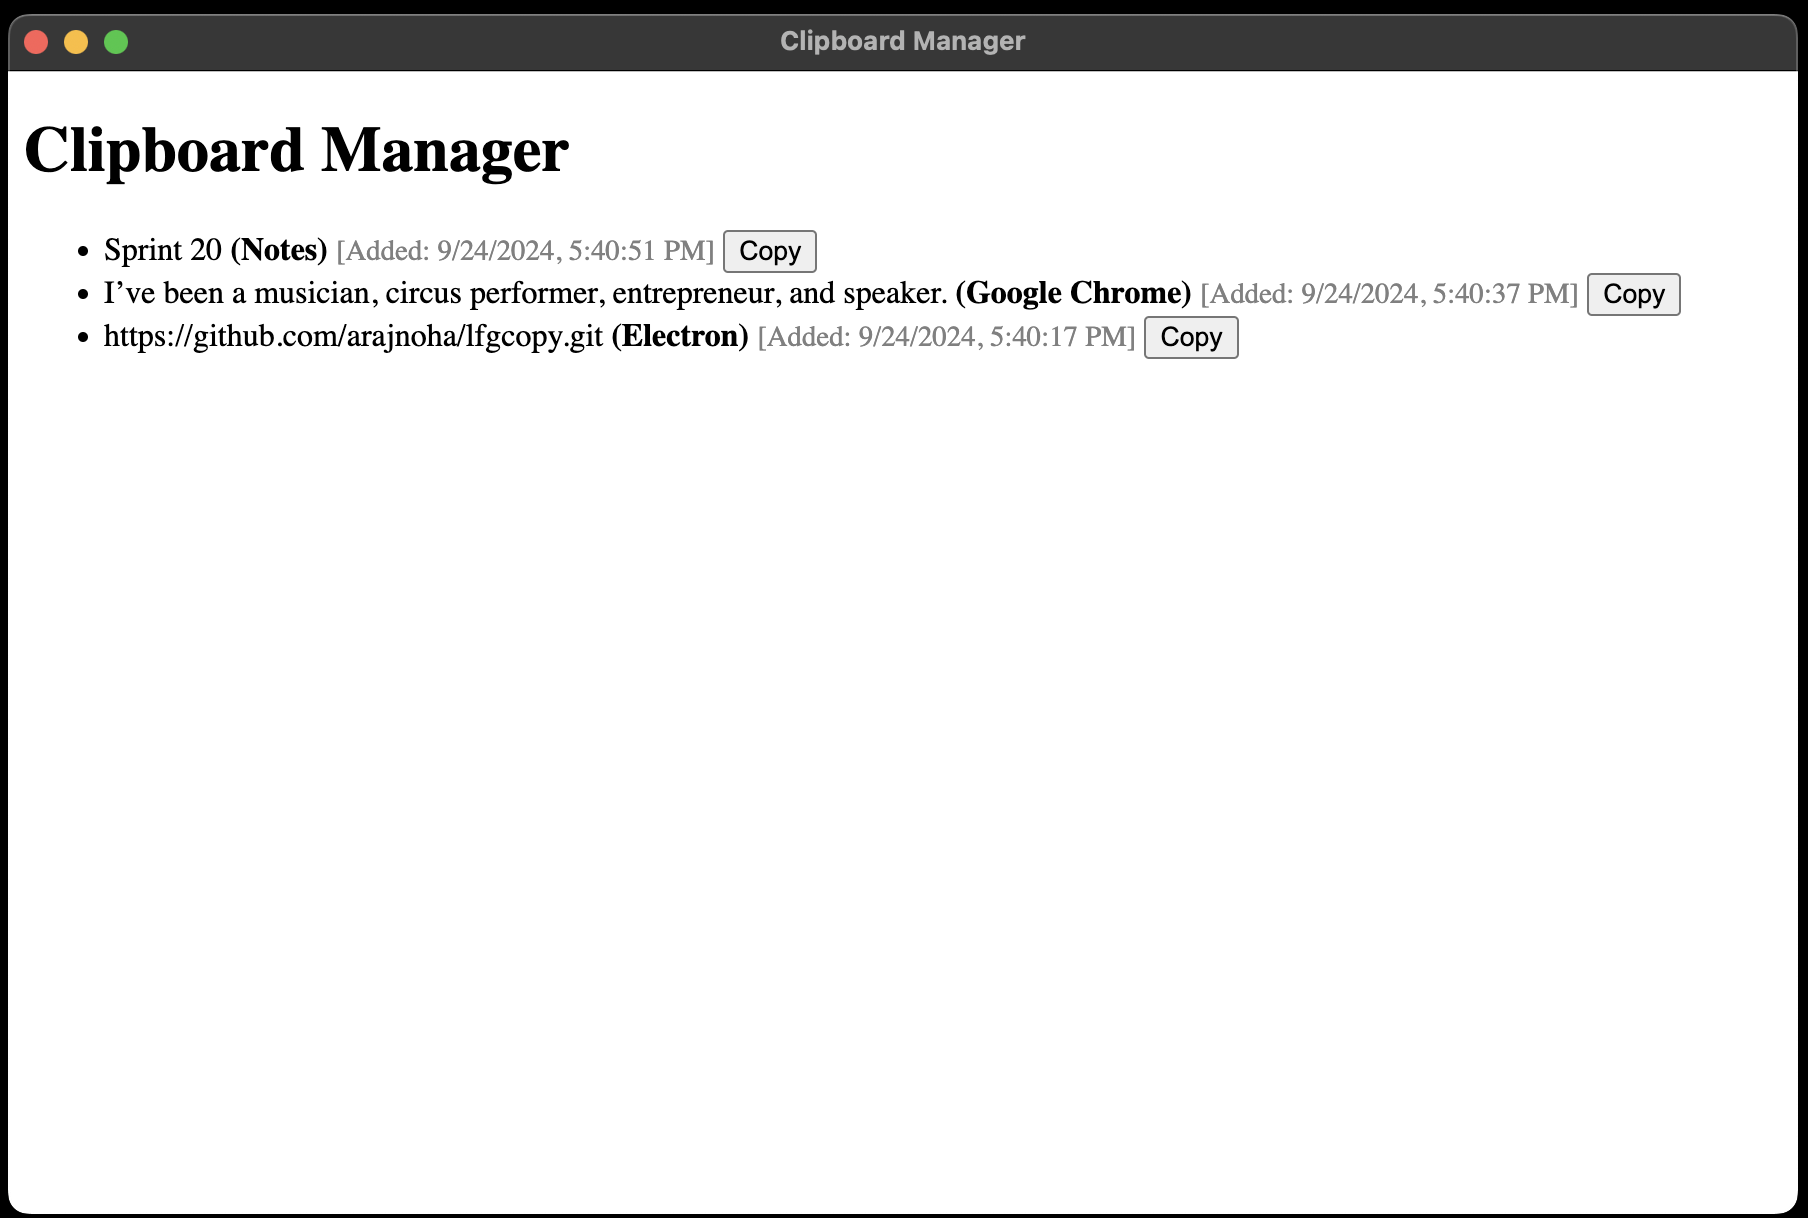 Clipboard Manager
Clipboard Manager
• Sprint 20 (Notes) [Added: 9/24/2024, 5:40:51 PM] Copy
• I’ve been a musician, circus performer, entrepreneur, and speaker. (Google Chrome) [Added: 9/24/2024, 5:40:37 PM] Copy
• https://github.com/arajnoha/lfgcopy.git (Electron) [Added: 9/24/2024, 5:40:17 PM] Copy